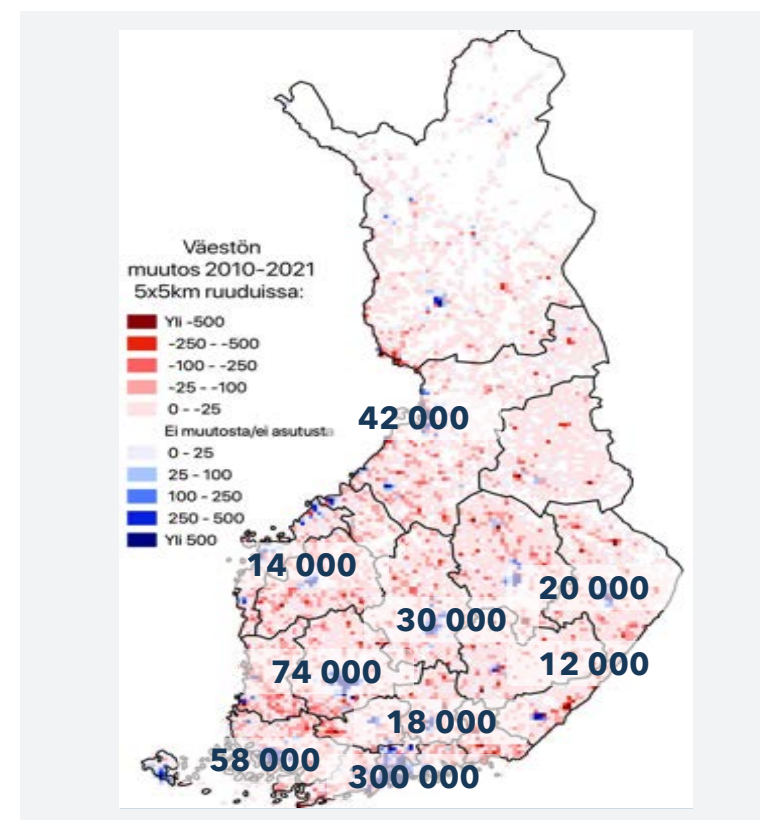 Väestön
muutos 2010-2021
5x5km ruuduissa:
Yli -500
-250 - -500
-100 - -250
-25 - -100
0 - -25
Ei muutosta/ei asutusta
0 - 25
25 - 100
100 - 250
250 - 500
Yli 500
42 000
14 000
20 000
30 000
12 000
74 000
18 000
58 000
300 000